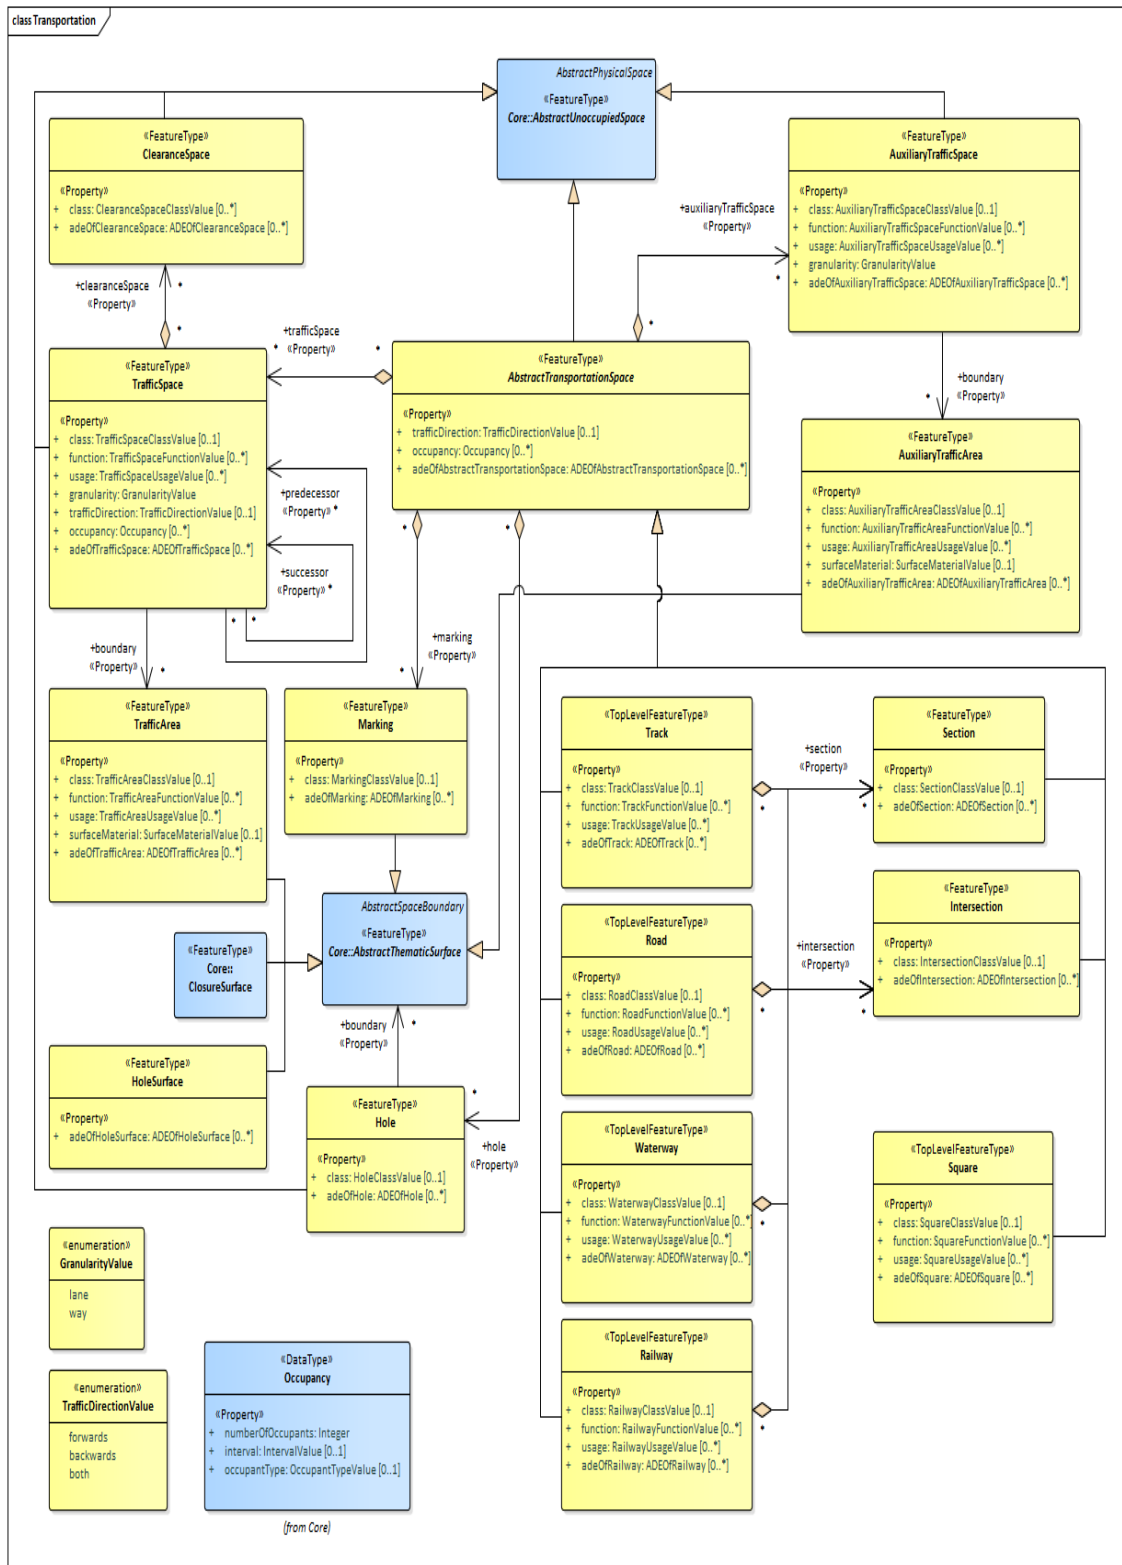 class Transportation
AbstractPhysicalSpace
«FeatureType»
Core::AbstractUnoccupiedSpace
«FeatureType»
ClearanceSpace
«Property»
+ class: ClearanceSpaceClassValue [0..*]
+ adeOfClearanceSpace: ADEOfClearanceSpace [0..*]
«FeatureType»
AuxiliaryTrafficSpace
«Property»
+ class: AuxiliaryTrafficSpaceClassValue [0..1]
+ function: AuxiliaryTrafficSpaceFunctionValue [0..*]
+ usage: AuxiliaryTrafficSpaceUsageValue [0..*]
+ granularity: GranularityValue
+ adeOfAuxiliaryTrafficSpace: ADEOfAuxiliaryTrafficSpace [0..*]
+auxiliaryTrafficSpace
«Property»
*
*
+clearanceSpace
«Property»
*
*
+trafficSpace
«Property»
*
*
«FeatureType»
TrafficSpace
«Property»
+ class: TrafficSpaceClassValue [0..1]
+ function: TrafficSpaceFunctionValue [0..*]
+ usage: TrafficSpaceUsageValue [0..*]
+ granularity: GranularityValue
+ trafficDirection: TrafficDirectionValue [0..1]
+ occupancy: Occupancy [0..*]
+ adeOfTrafficSpace: ADEOfTrafficSpace [0..*]
«FeatureType»
AbstractTransportationSpace
«Property»
+ trafficDirection: TrafficDirectionValue [0..1]
+ occupancy: Occupancy [0..*]
+ adeOfAbstractTransportationSpace: ADEOfAbstractTransportationSpace [0..*]
+boundary
«Property»
*
«FeatureType»
AuxiliaryTrafficArea
«Property»
+ class: AuxiliaryTrafficAreaClassValue [0..1]
+ function: AuxiliaryTrafficAreaFunctionValue [0..*]
+ usage: AuxiliaryTrafficAreaUsageValue [0..*]
+ surfaceMaterial: SurfaceMaterialValue [0..1]
+ adeOfAuxiliaryTrafficArea: ADEOfAuxiliaryTrafficArea [0..*]
+predecessor
«Property» *
+successor
«Property» *
* *
* *
+boundary
«Property»
*
+marking
«Property»
*
«FeatureType»
TrafficArea
«Property»
+ class: TrafficAreaClassValue [0..1]
+ function: TrafficAreaFunctionValue [0..*]
+ usage: TrafficAreaUsageValue [0..*]
+ surfaceMaterial: SurfaceMaterialValue [0..1]
+ adeOfTrafficArea: ADEOfTrafficArea [0..*]
«FeatureType»
Marking
«Property»
+ class: MarkingClassValue [0..1]
+ adeOfMarking: ADEOfMarking [0..*]
«TopLevelFeatureType»
Track
«Property»
+ class: TrackClassValue [0..1]
+ function: TrackFunctionValue [0..*]
+ usage: TrackUsageValue [0..*]
+ adeOfTrack: ADEOfTrack [0..*]
+section
«Property»
*
*
«FeatureType»
Section
«Property»
+ class: SectionClassValue [0..1]
+ adeOfSection: ADEOfSection [0..*]
AbstractSpaceBoundary
«FeatureType»
Core::AbstractThematicSurface
«FeatureType»
Core::
ClosureSurface
«TopLevelFeatureType»
Road
«Property»
+ class: RoadClassValue [0..1]
+ function: RoadFunctionValue [0..*]
+ usage: RoadUsageValue [0..*]
+ adeOfRoad: ADEOfRoad [0..*]
+intersection
«Property»
*
*
«FeatureType»
Intersection
«Property»
+ class: IntersectionClassValue [0..1]
+ adeOfIntersection: ADEOfIntersection [0..*]
+boundary
«Property»
*
«FeatureType»
HoleSurface
«Property»
+ adeOfHoleSurface: ADEOfHoleSurface [0..*]
«FeatureType»
Hole
«Property»
+ class: HoleClassValue [0..1]
+ adeOfHole: ADEOfHole [0..*]
*
+hole
«Property»
«TopLevelFeatureType»
Waterway
«Property»
+ class: WaterwayClassValue [0..1]
+ function: WaterwayFunctionValue [0..*]
+ usage: WaterwayUsageValue [0..*]
+ adeOfWaterway: ADEOfWaterway [0..*]
*
«TopLevelFeatureType»
Square
«Property»
+ class: SquareClassValue [0..1]
+ function: SquareFunctionValue [0..*]
+ usage: SquareUsageValue [0..*]
+ adeOfSquare: ADEOfSquare [0..*]
«enumeration»
GranularityValue
lane
way
«TopLevelFeatureType»
Railway
«Property»
+ class: RailwayClassValue [0..1]
+ function: RailwayFunctionValue [0..*]
+ usage: RailwayUsageValue [0..*]
+ adeOfRailway: ADEOfRailway [0..*]
*
«enumeration»
TrafficDirectionValue
forwards
backwards
both
«DataType»
Occupancy
«Property»
+ numberOfOccupants: Integer
+ interval: IntervalValue [0..1]
+ occupantType: OccupantTypeValue [0..1]
(from Core)